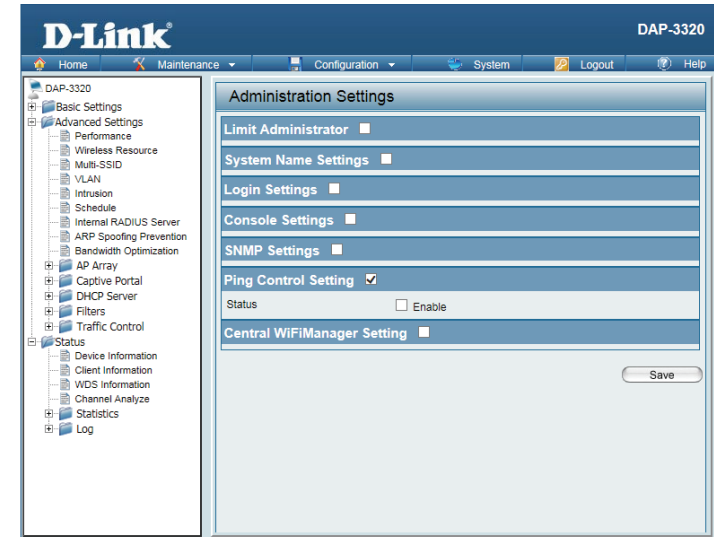 D-Link®
DAP-3320
Home Maintenance Configuration System Logout Help
DAP-3320
Basic Settings
Advanced Settings
Performance
Wireless Resource
Multi-SSID
VLAN
Intrusion
Schedule
Internal RADIUS Server
ARP Spoofing Prevention
Bandwidth Optimization
AP Array
Captive Portal
DHCP Server
Filters
Traffic Control
Status
Device Information
Client Information
WDS Information
Channel Analyze
Statistics
Log
Administration Settings
Limit Administrator
System Name Settings
Login Settings
Console Settings
SNMP Settings
Ping Control Setting
Status Enable
Central WiFiManager Setting
Save